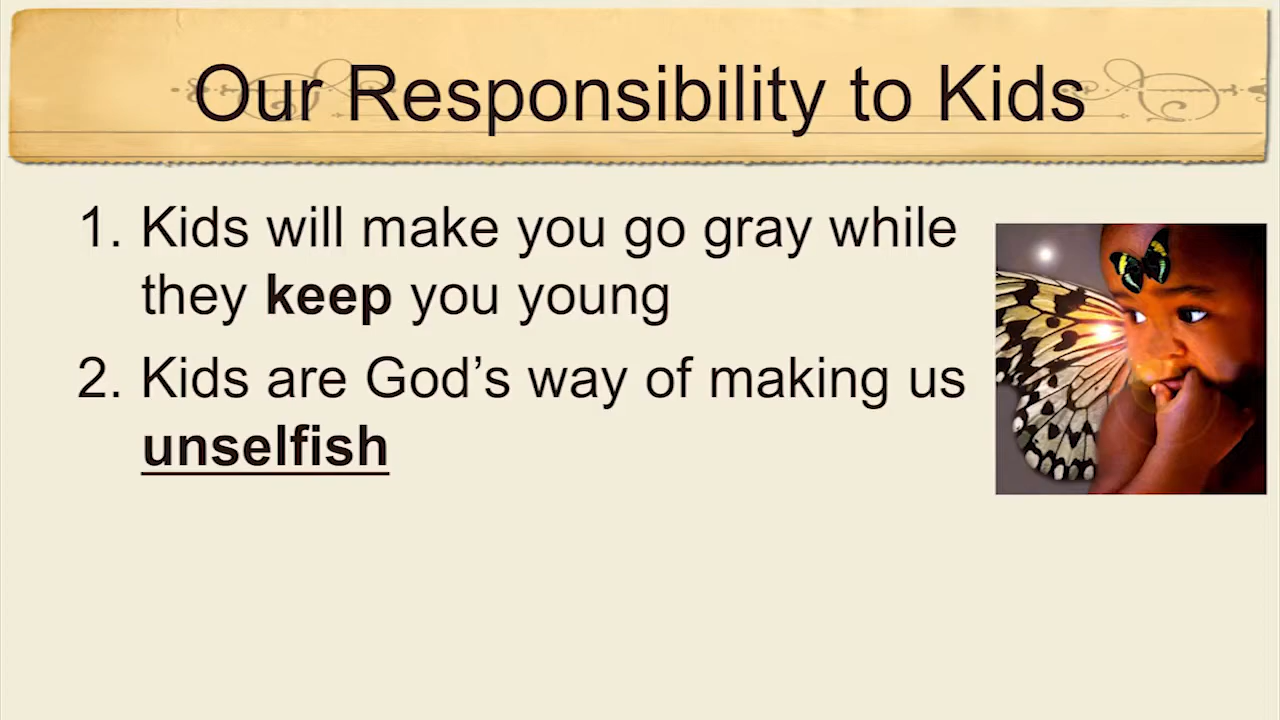 Our Responsibility to Kids
1. Kids will make you go gray while
they keep you young
2. Kids are God’s way of making us
unselfish